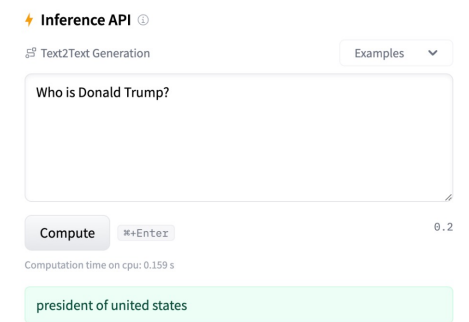 Inference API
Text2Text Generation
Examples
Who is Donald Trump?
Compute
⌘+Enter
0.2
Computation time on cpu: 0.159 s
president of united states